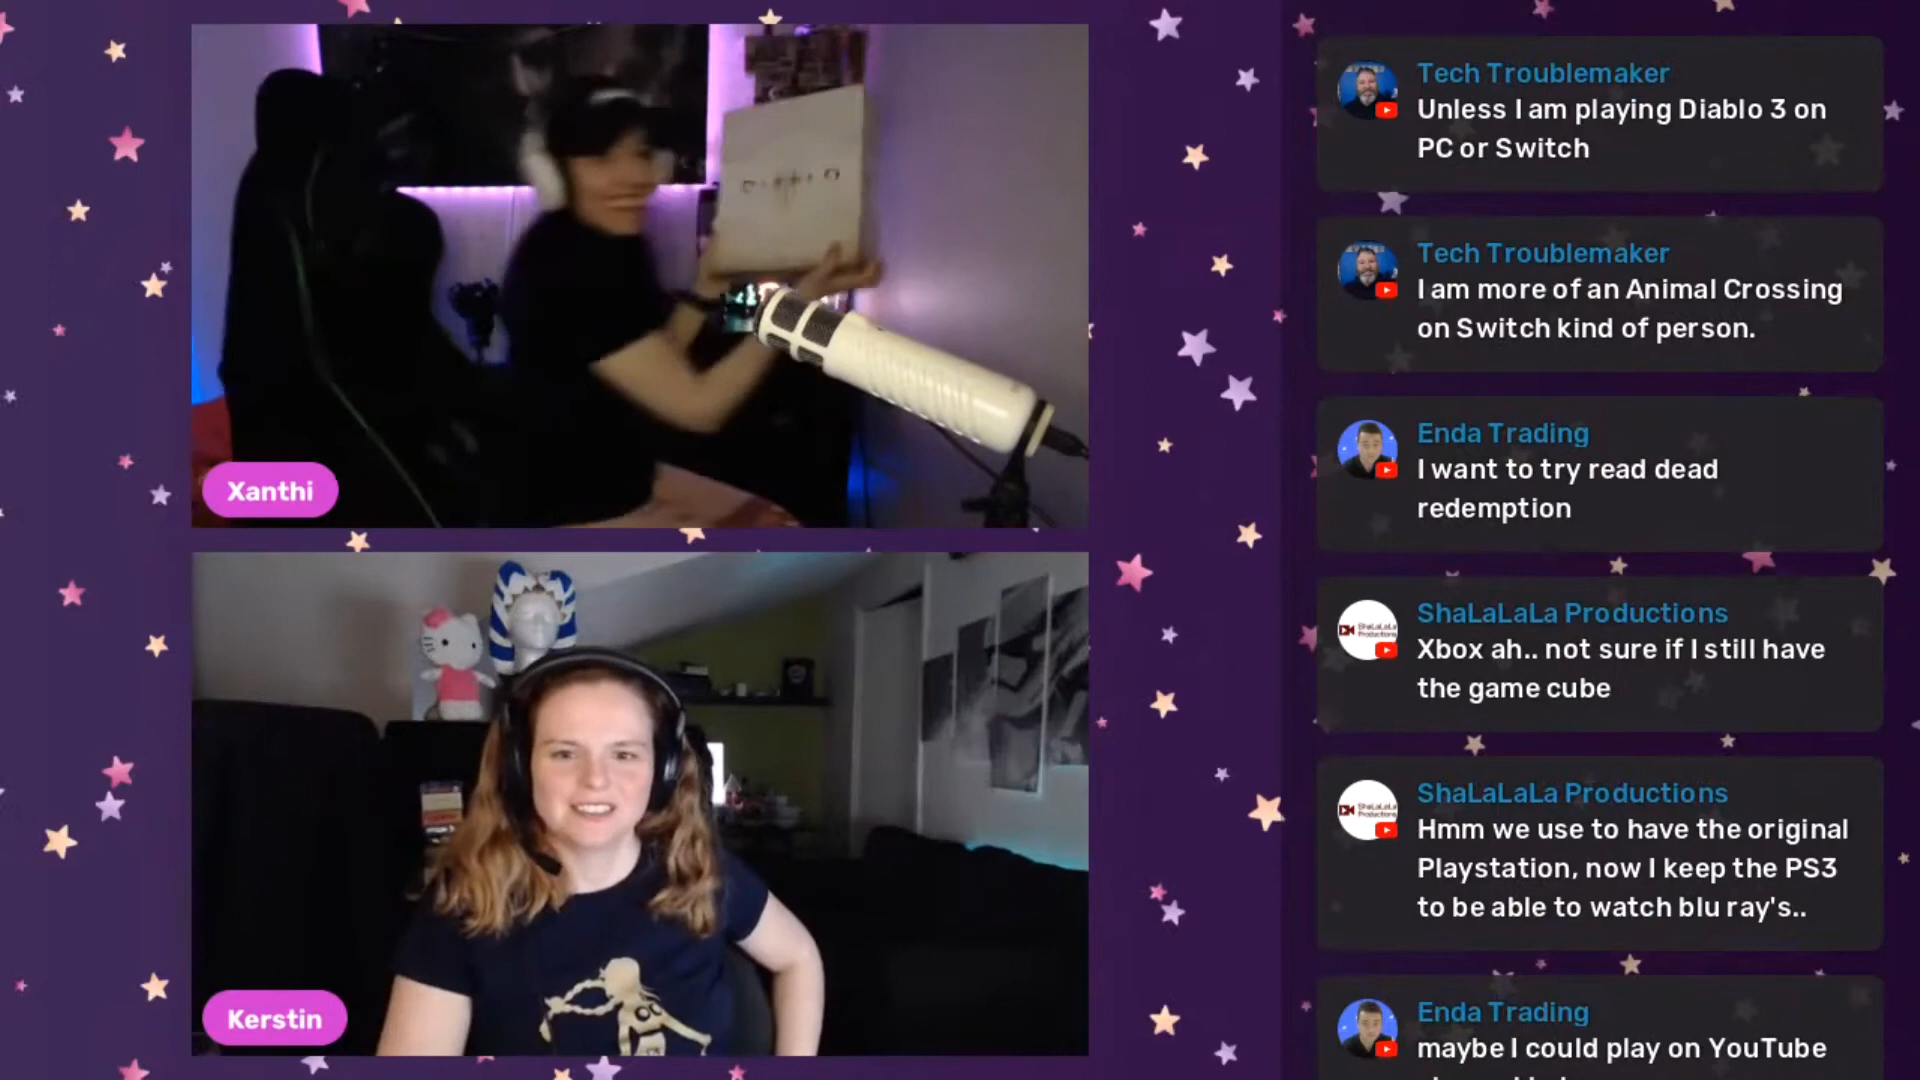 DIABLO
Xanthi
Kerstin
Tech Troublemaker
Unless I am playing Diablo 3 on
PC or Switch
Tech Troublemaker
I am more of an Animal Crossing
on Switch kind of person.
Enda Trading
I want to try read dead
redemption
ShaLaLaLa Productions
Xbox ah.. not sure if I still have
the game cube
ShaLaLaLa Productions
Hmm we use to have the original
Playstation, now I keep the PS3
to be able to watch blu ray's..
Enda Trading
maybe I could play on YouTube